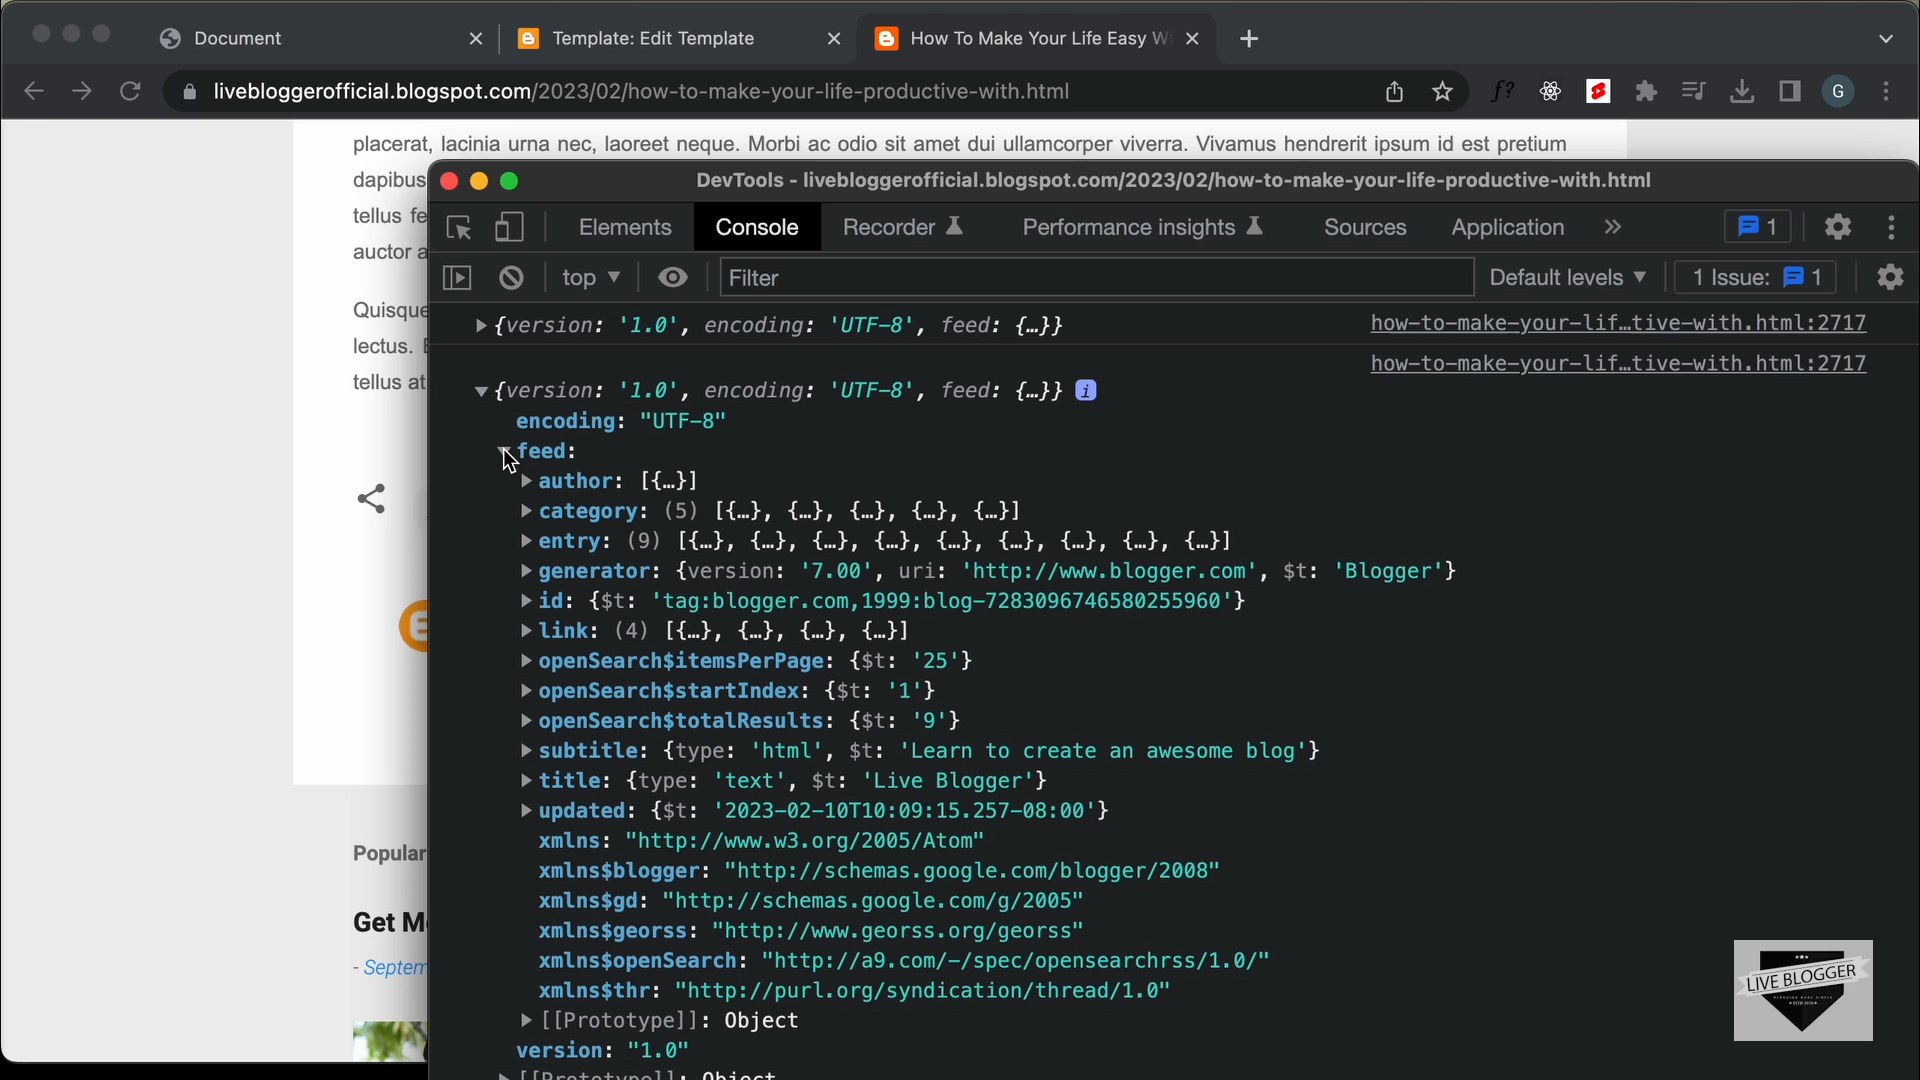 Document
Template: Edit Template
How To Make Your Life Easy Wi
livebloggerofficial.blogspot.com/2023/02/how-to-make-your-life-productive-with.html
f?
G
placerat, lacinia urna nec, laoreet neque. Morbi ac odio sit amet dui ullamcorper viverra. Vivamus hendrerit ipsum id est pretium
dapibus
tellus fe
auctor a
Quisque
lectus.
tellus at
Popular
Get M
- Septem
DevTools - livebloggerofficial.blogspot.com/2023/02/how-to-make-your-life-productive-with.html
Elements Console Recorder Performance insights Sources Application » 1
top ▼ Filter Default levels ▼ 1 Issue: 1
▶{version: '1.0', encoding: 'UTF-8', feed: {…}} how-to-make-your-lif…tive-with.html:2717
how-to-make-your-lif…tive-with.html:2717
▼{version: '1.0', encoding: 'UTF-8', feed: {…}} i
encoding: "UTF-8"
▼feed:
▶author: [{…}]
▶category: (5) [{…}, {…}, {…}, {…}, {…}]
▶entry: (9) [{…}, {…}, {…}, {…}, {…}, {…}, {…}, {…}, {…}]
▶generator: {version: '7.00', uri: 'http://www.blogger.com', $t: 'Blogger'}
▶id: {$t: 'tag:blogger.com,1999:blog-7283096746580255960'}
▶link: (4) [{…}, {…}, {…}, {…}]
▶openSearch$itemsPerPage: {$t: '25'}
▶openSearch$startIndex: {$t: '1'}
▶openSearch$totalResults: {$t: '9'}
▶subtitle: {type: 'html', $t: 'Learn to create an awesome blog'}
▶title: {type: 'text', $t: 'Live Blogger'}
▶updated: {$t: '2023-02-10T10:09:15.257-08:00'}
xmlns: "http://www.w3.org/2005/Atom"
xmlns$blogger: "http://schemas.google.com/blogger/2008"
xmlns$gd: "http://schemas.google.com/g/2005"
xmlns$georss: "http://www.georss.org/georss"
xmlns$openSearch: "http://a9.com/-/spec/opensearchrss/1.0/"
xmlns$thr: "http://purl.org/syndication/thread/1.0"
▶[[Prototype]]: Object
version: "1.0"
▶[[Prototype]]: Object
LIVE BLOGGER